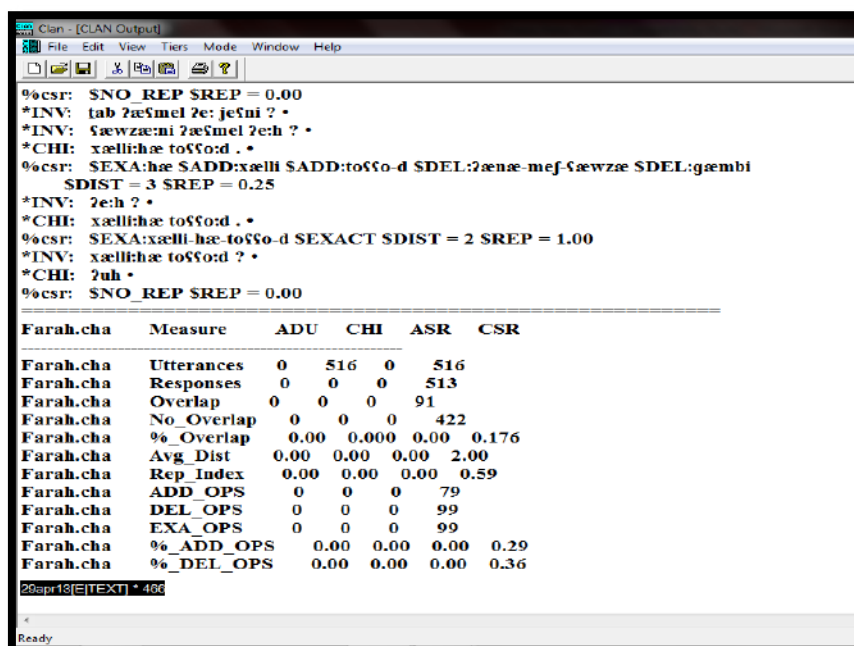 Clan - [CLAN Output]
File Edit View Tiers Mode Window Help
%csr: $NO_REP $REP = 0.00
*INV: tab ʔæʕmel ʔe: jeʕni ? •
*INV: ʕæwzæ:ni ʔæʕmel ʔe:h ? •
*CHI: xælli:hæ toʕʕo:d . •
%csr: $EXA:hæ $ADD:xælli $ADD:toʕʕo-d $DEL:ʔænæ-meʃ-ʕæwzæ $DEL:gæmbi
$DIST = 3 $REP = 0.25
*INV: ʔe:h ? •
*CHI: xælli:hæ toʕʕo:d . •
%csr: $EXA:xælli-hæ-toʕʕo-d $EXACT $DIST = 2 $REP = 1.00
*INV: xælli:hæ toʕʕo:d ? •
*CHI: ʔuh •
%csr: $NO_REP $REP = 0.00
Farah.cha Measure ADU CHI ASR CSR
Farah.cha Utterances 0 516 0 516
Farah.cha Responses 0 0 0 513
Farah.cha Overlap 0 0 0 91
Farah.cha No_Overlap 0 0 0 422
Farah.cha %_Overlap 0.00 0.000 0.00 0.176
Farah.cha Avg_Dist 0.00 0.00 0.00 2.00
Farah.cha Rep_Index 0.00 0.00 0.00 0.59
Farah.cha ADD_OPS 0 0 0 79
Farah.cha DEL_OPS 0 0 0 99
Farah.cha EXA_OPS 0 0 0 99
Farah.cha %_ADD_OPS 0.00 0.00 0.00 0.29
Farah.cha %_DEL_OPS 0.00 0.00 0.00 0.36
29apr13[E|TEXT] * 466
Ready